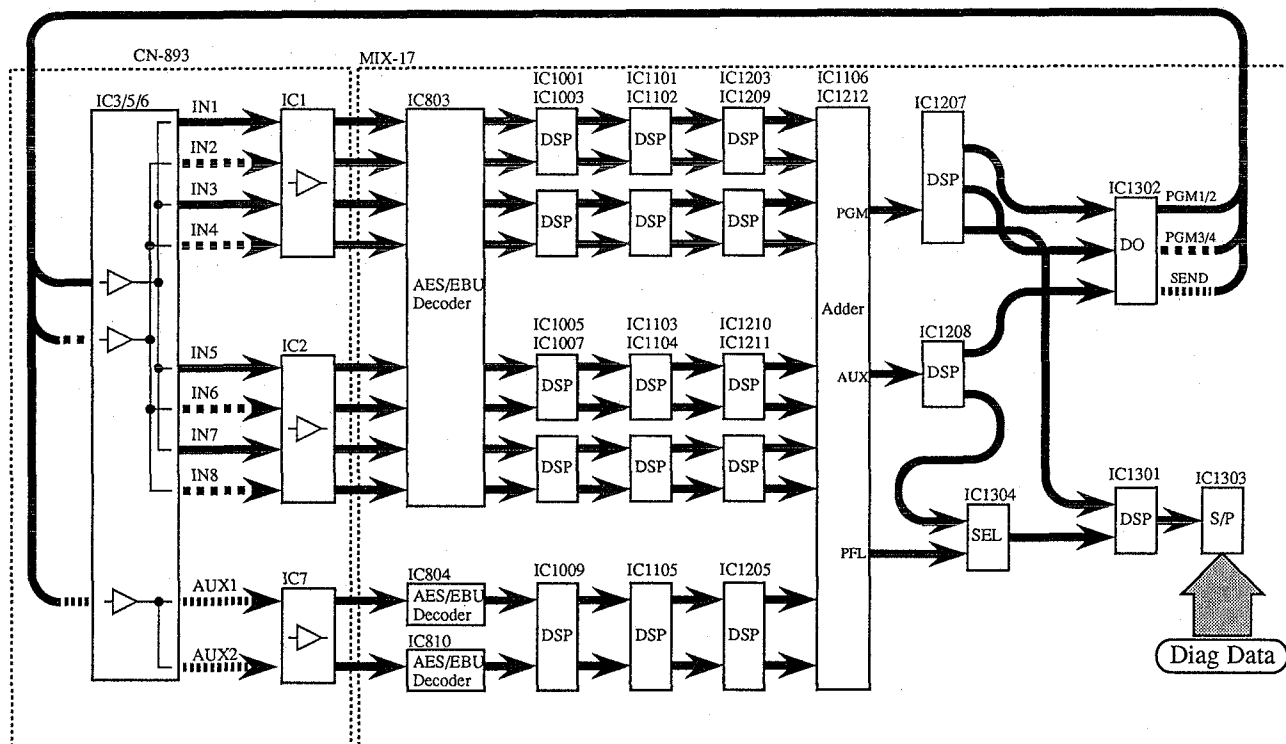 CN-893
MIX-17
IC3/5/6
IN1
IN2
IN3
IN4
IN5
IN6
IN7
IN8
AUX1
AUX2
IC1
IC2
IC7
IC803
AES/EBU
Decoder
IC804
AES/EBU
Decoder
IC810
AES/EBU
Decoder
IC1001
IC1003
DSP
DSP
IC1005
IC1007
DSP
DSP
IC1009
DSP
IC1101
IC1102
DSP
DSP
IC1103
IC1104
DSP
DSP
IC1105
DSP
IC1203
IC1209
DSP
DSP
IC1210
IC1211
DSP
DSP
IC1205
DSP
IC1106
IC1212
PGM
Adder
AUX
PFL
IC1207
DSP
IC1208
DSP
IC1302
DO
PGM1/2
PGM3/4
SEND
IC1304
SEL
IC1301
DSP
IC1303
S/P
Diag Data